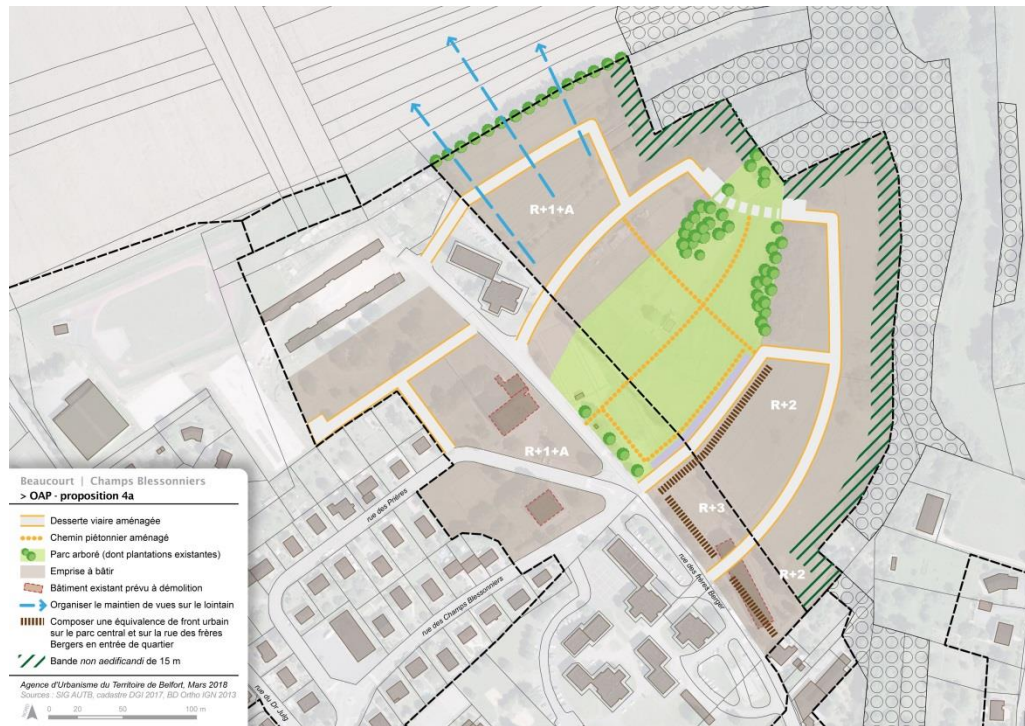 R+1+A
R+2
R+1+A
R+3
R+2
rue des Prières
rue des frères Berger
rue des Champs Blessonniers
rue du Dr Julg
Beaucourt | Champs Blessonniers
> OAP - proposition 4a
Desserte viaire aménagée
Chemin piétonnier aménagé
Parc arboré (dont plantations existantes)
Emprise à bâtir
Bâtiment existant prévu à démolition
Organiser le maintien de vues sur le lointain
Composer une équivalence de front urbain
sur le parc central et sur la rue des frères
Bergers en entrée de quartier
Bande non aedificandi de 15 m
Agence d'Urbanisme du Territoire de Belfort, Mars 2018
Sources : SIG AUTB, cadastre DGI 2017, BD Ortho IGN 2013
0 20 50 100 m